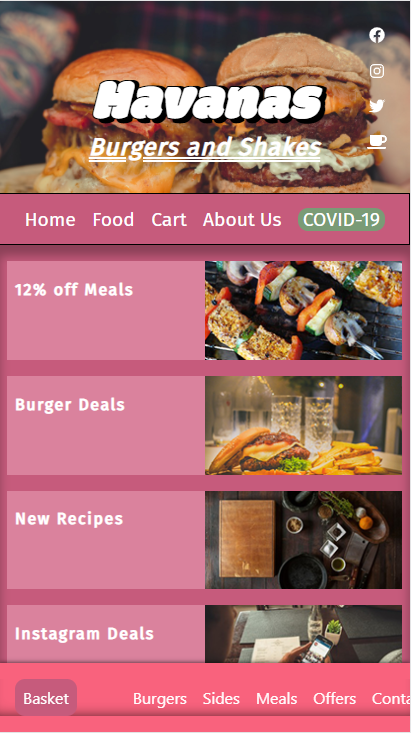 Havanas
Burgers and Shakes
Home Food Cart About Us COVID-19
12% off Meals
Burger Deals
New Recipes
Instagram Deals
Basket Burgers Sides Meals Offers Conta